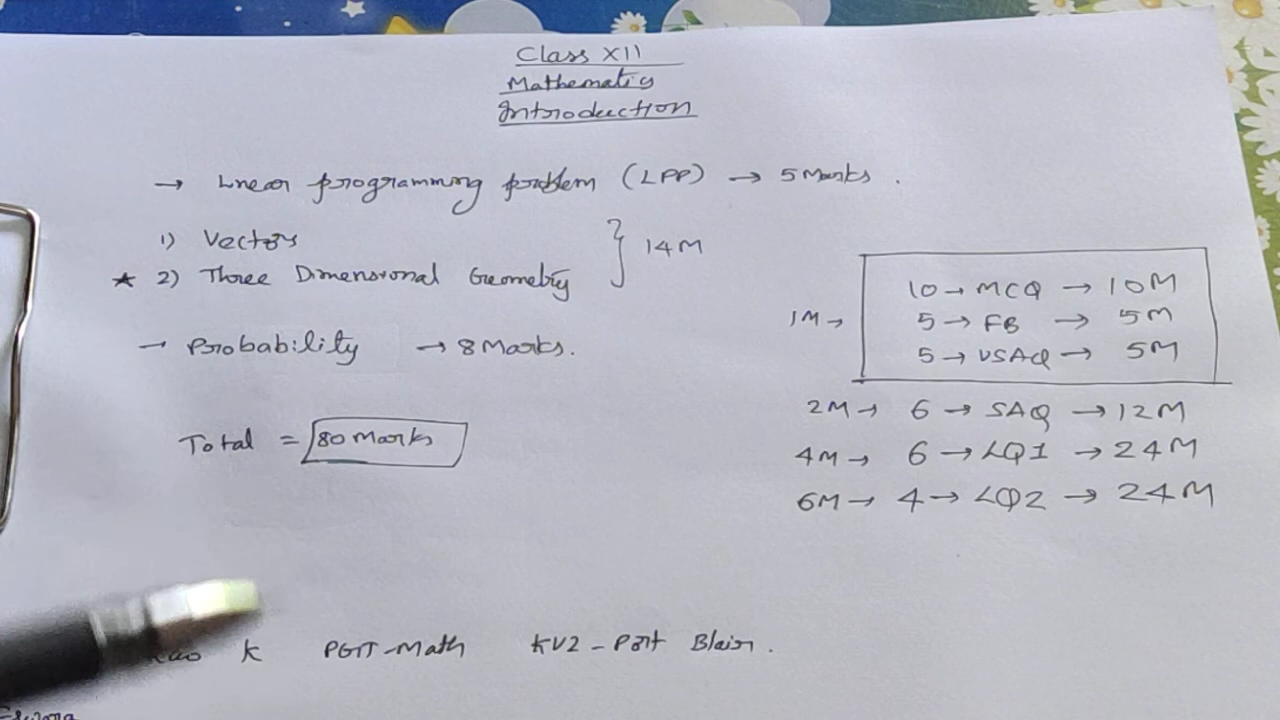 Class XII
Mathematics
Introduction
→ Linear programming problem (LPP) → 5 Marks .
1) Vectors
★ 2) Three Dimensional Geometry } 14M
→ Probability → 8 Marks.
Total = 80 Marks
1M → 10 → MCQ → 10M
5 → FB → 5M
5 → VSAQ → 5M
2M → 6 → SAQ → 12M
4M → 6 → LQ1 → 24M
6M → 4 → LQ2 → 24M
K PGT-Math KV2 - Port Blair .